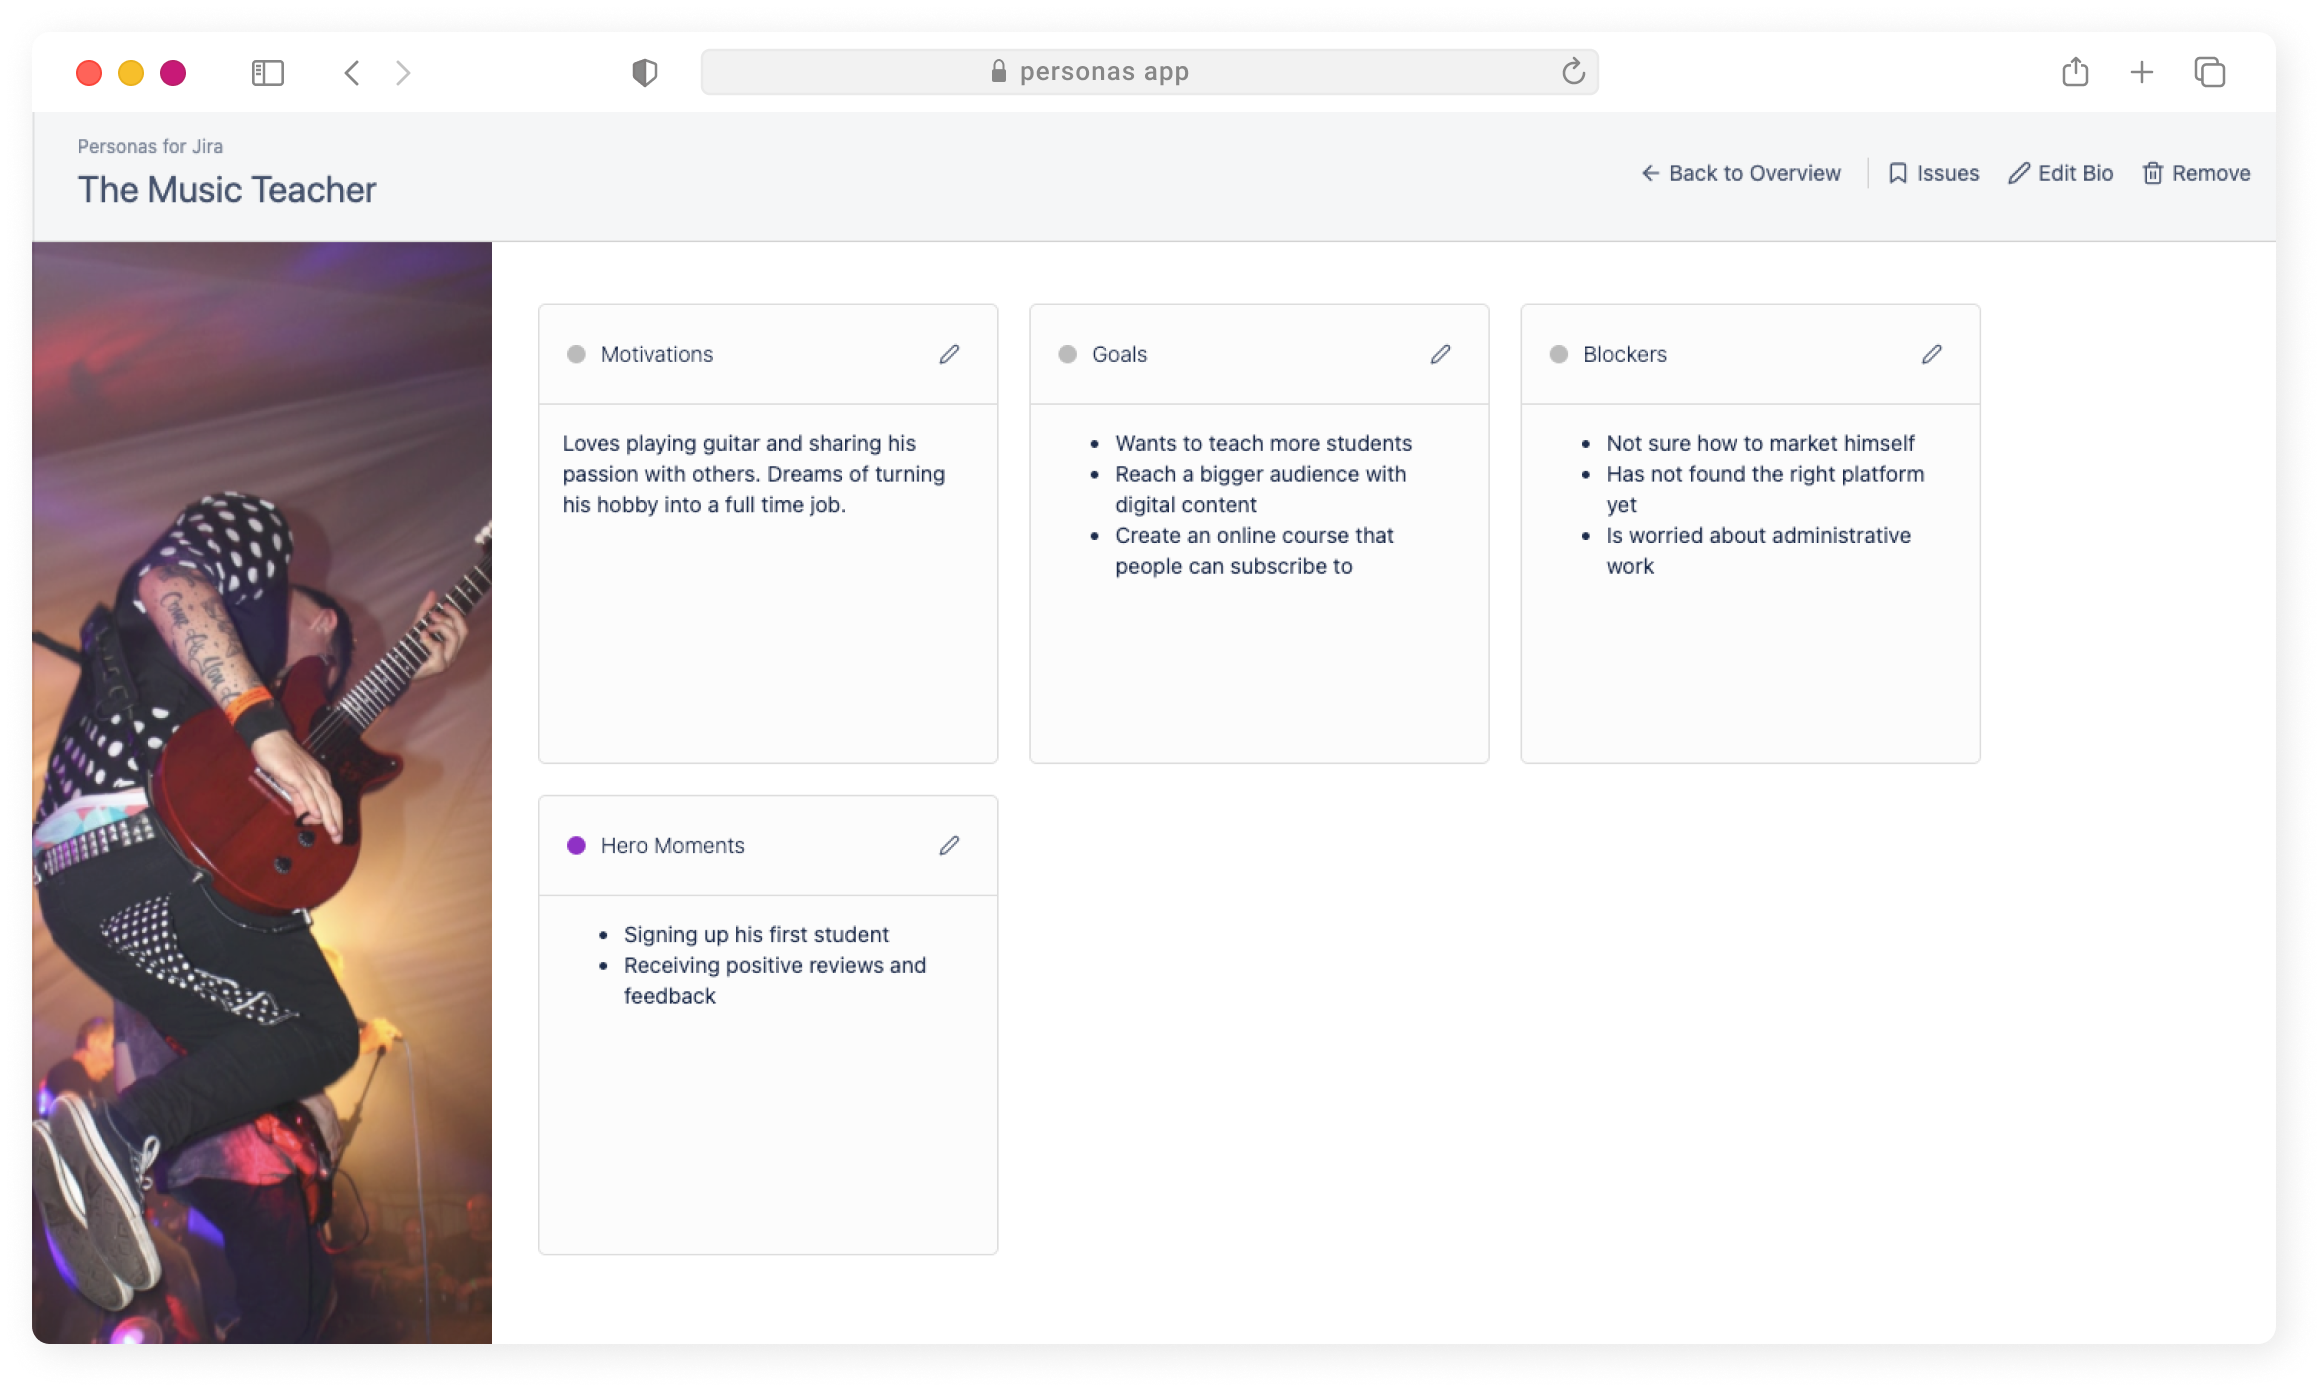 personas app
Personas for Jira
The Music Teacher
Back to Overview
Issues
Edit Bio
Remove
Motivations
Loves playing guitar and sharing his
passion with others. Dreams of turning
his hobby into a full time job.
Goals
• Wants to teach more students
• Reach a bigger audience with
digital content
• Create an online course that
people can subscribe to
Blockers
• Not sure how to market himself
• Has not found the right platform
yet
• Is worried about administrative
work
Hero Moments
• Signing up his first student
• Receiving positive reviews and
feedback
Come As You